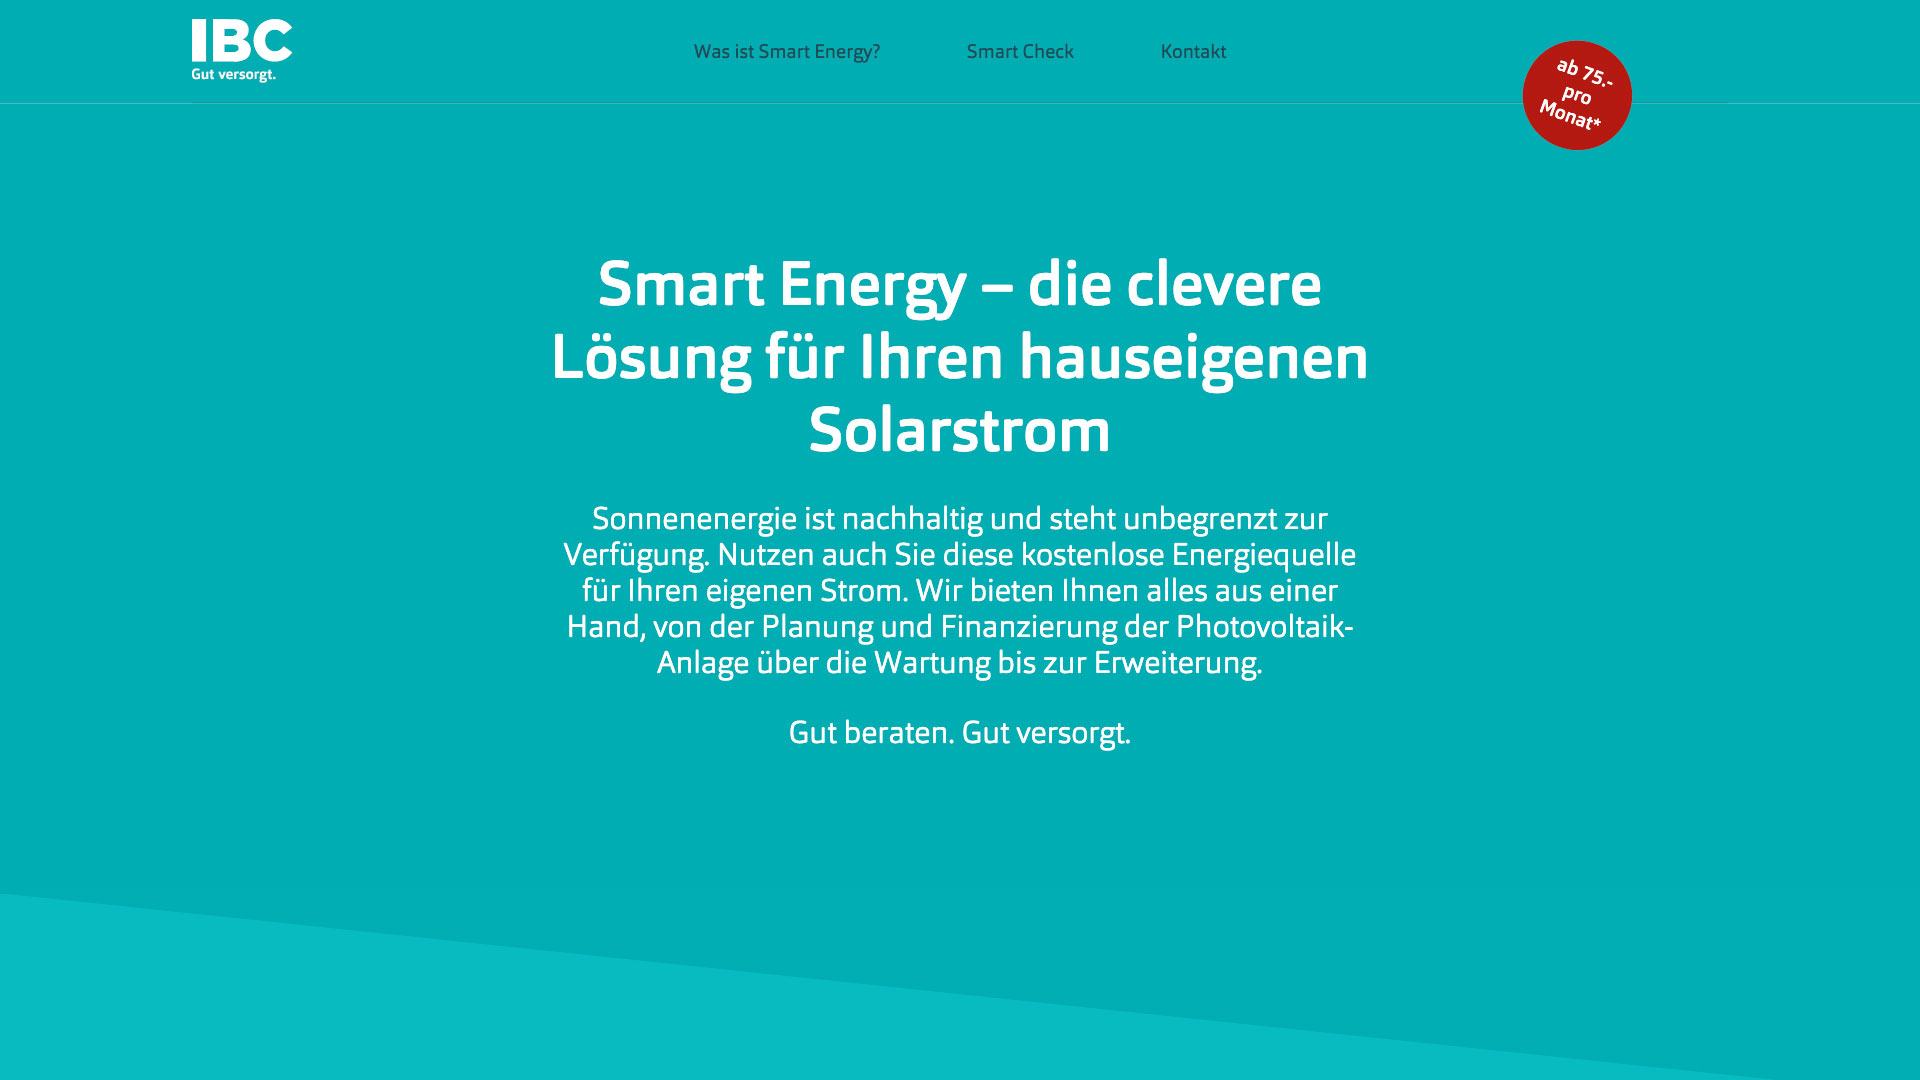 IBC
Gut versorgt.
Was ist Smart Energy?
Smart Check
Kontakt
ab 75.-
pro
Monat*
Smart Energy – die clevere
Lösung für Ihren hauseigenen
Solarstrom
Sonnenenergie ist nachhaltig und steht unbegrenzt zur
Verfügung. Nutzen auch Sie diese kostenlose Energiequelle
für Ihren eigenen Strom. Wir bieten Ihnen alles aus einer
Hand, von der Planung und Finanzierung der Photovoltaik-
Anlage über die Wartung bis zur Erweiterung.
Gut beraten. Gut versorgt.